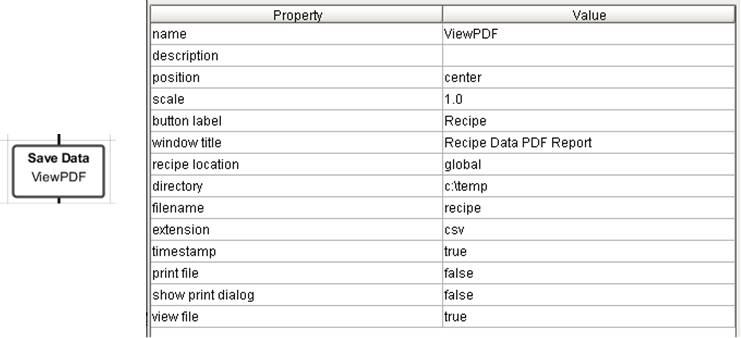 Save Data
ViewPDF
Property Value
name ViewPDF
description
position center
scale 1.0
button label Recipe
window title Recipe Data PDF Report
recipe location global
directory c:\temp
filename recipe
extension csv
timestamp true
print file false
show print dialog false
view file true